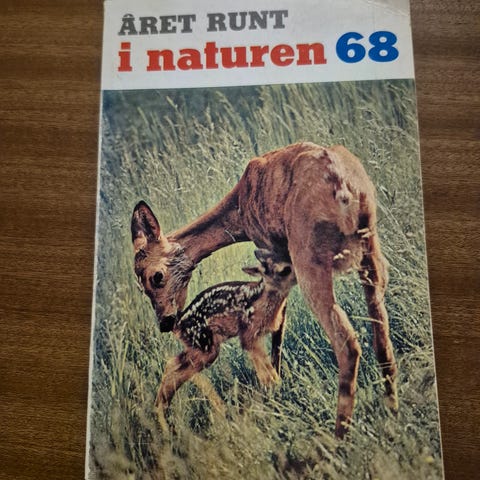 ÅRET RUNT
i naturen 68